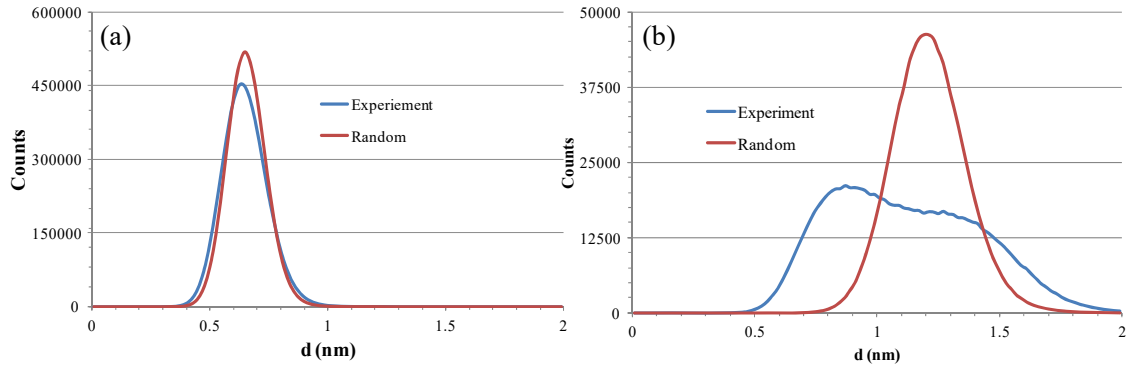 (a)
600000
450000
300000
150000
0
Counts
Experiement
Random
0
0.5
1
1.5
2
d (nm)
(b)
50000
37500
25000
12500
0
Counts
Experiment
Random
0
0.5
1
1.5
2
d (nm)